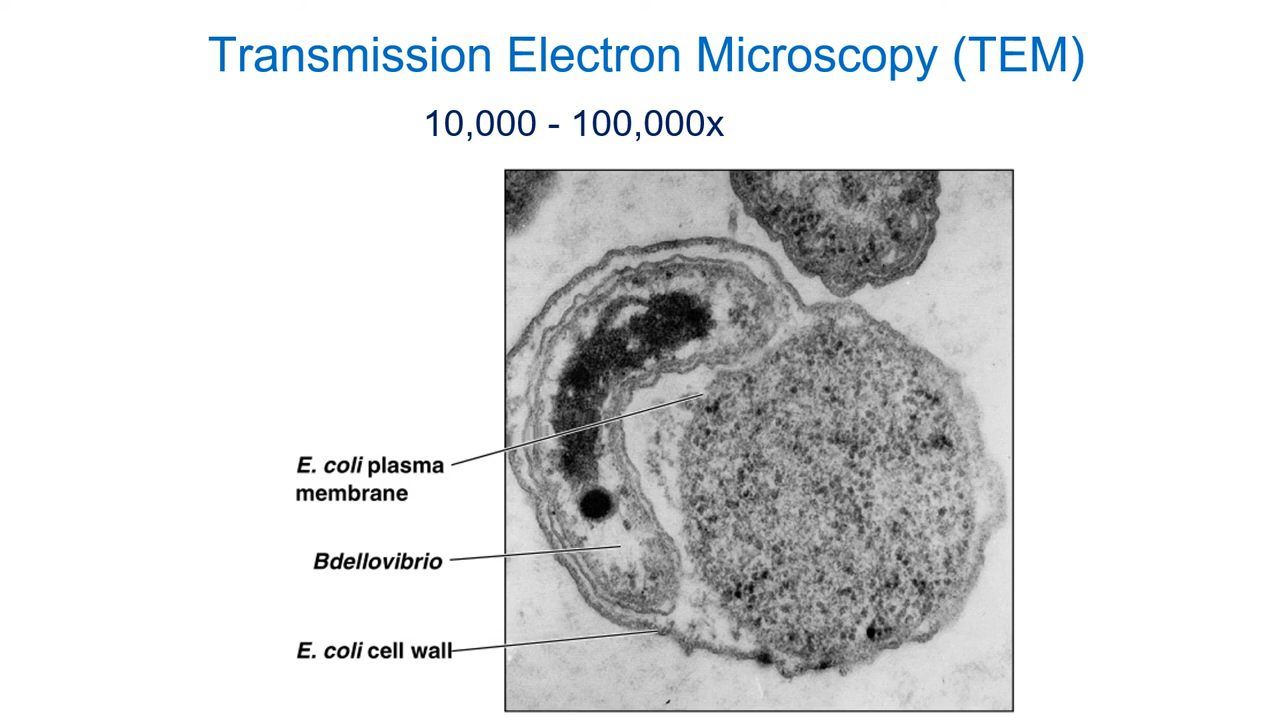 Transmission Electron Microscopy (TEM)
10,000 - 100,000x
E. coli plasma
membrane
Bdellovibrio
E. coli cell wall